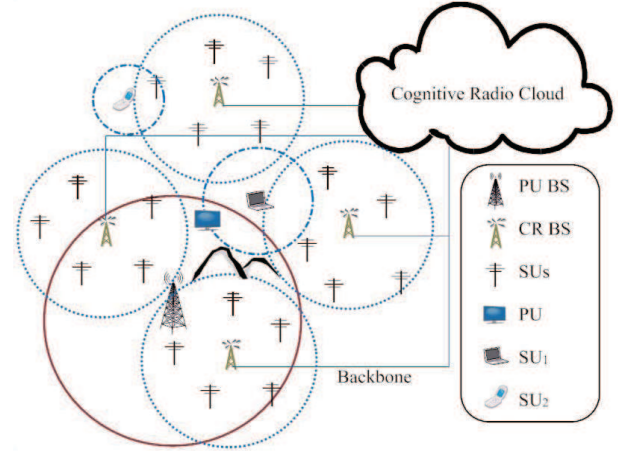 Cognitive Radio Cloud
PU BS
CR BS
SUs
PU
SU1
SU2
Backbone